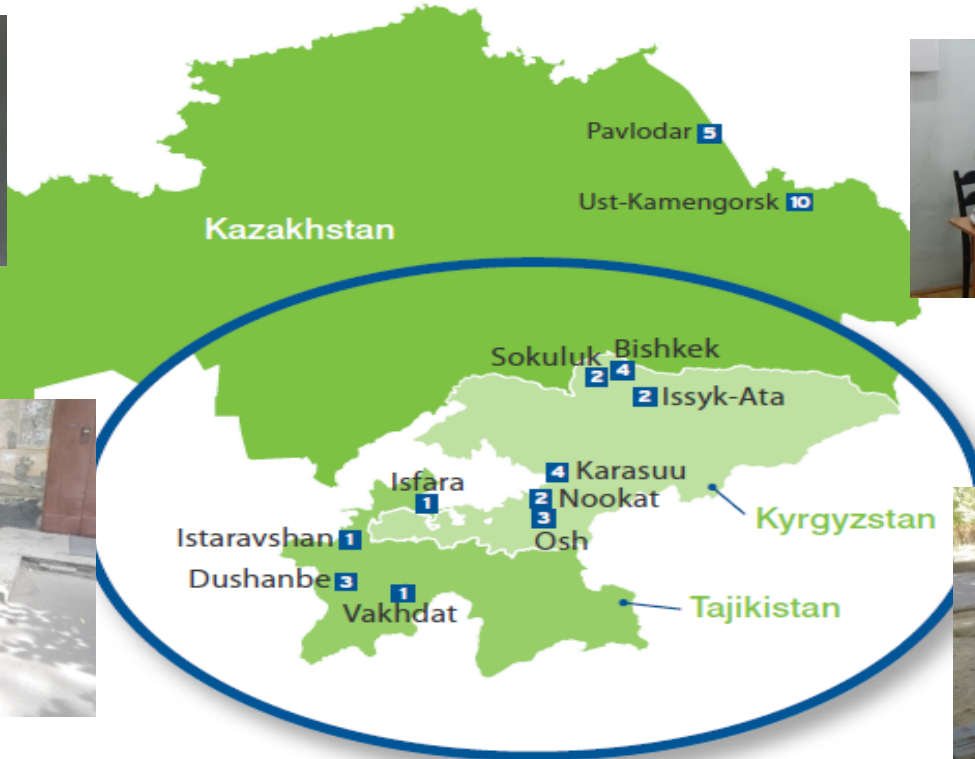 Pavlodar 5
Ust-Kamengorsk 10
Kazakhstan
Sokuluk 2
Bishkek 4
2 Issyk-Ata
4 Karasuu
Isfara 1
2 Nookat
3 Osh
Kyrgyzstan
Istaravshan 1
Dushanbe 3
1 Vakhdat
Tajikistan